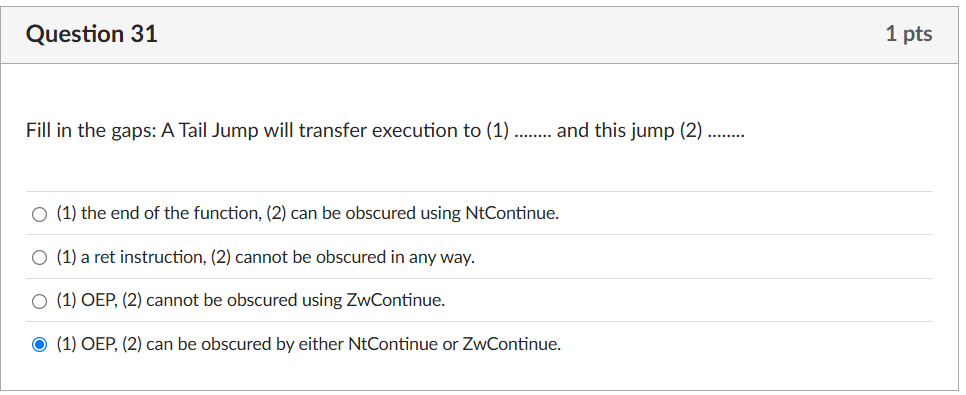 Question 31
1 pts
Fill in the gaps: A Tail Jump will transfer execution to (1) ........ and this jump (2) ........
(1) the end of the function, (2) can be obscured using NtContinue.
(1) a ret instruction, (2) cannot be obscured in any way.
(1) OEP, (2) cannot be obscured using ZwContinue.
(1) OEP, (2) can be obscured by either NtContinue or ZwContinue.